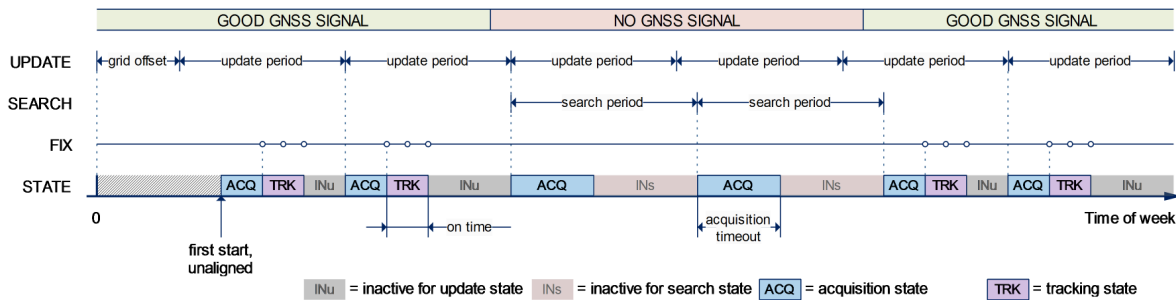 GOOD GNSS SIGNAL NO GNSS SIGNAL GOOD GNSS SIGNAL
UPDATE grid offset update period update period update period update period update period update period
SEARCH search period search period
FIX
STATE ACQ TRK INu ACQ TRK INu ACQ INs ACQ INs ACQ TRK INu ACQ TRK INu
0 Time of week
on time
acquisition
timeout
first start,
unaligned
INu = inactive for update state INs = inactive for search state ACQ = acquisition state TRK = tracking state